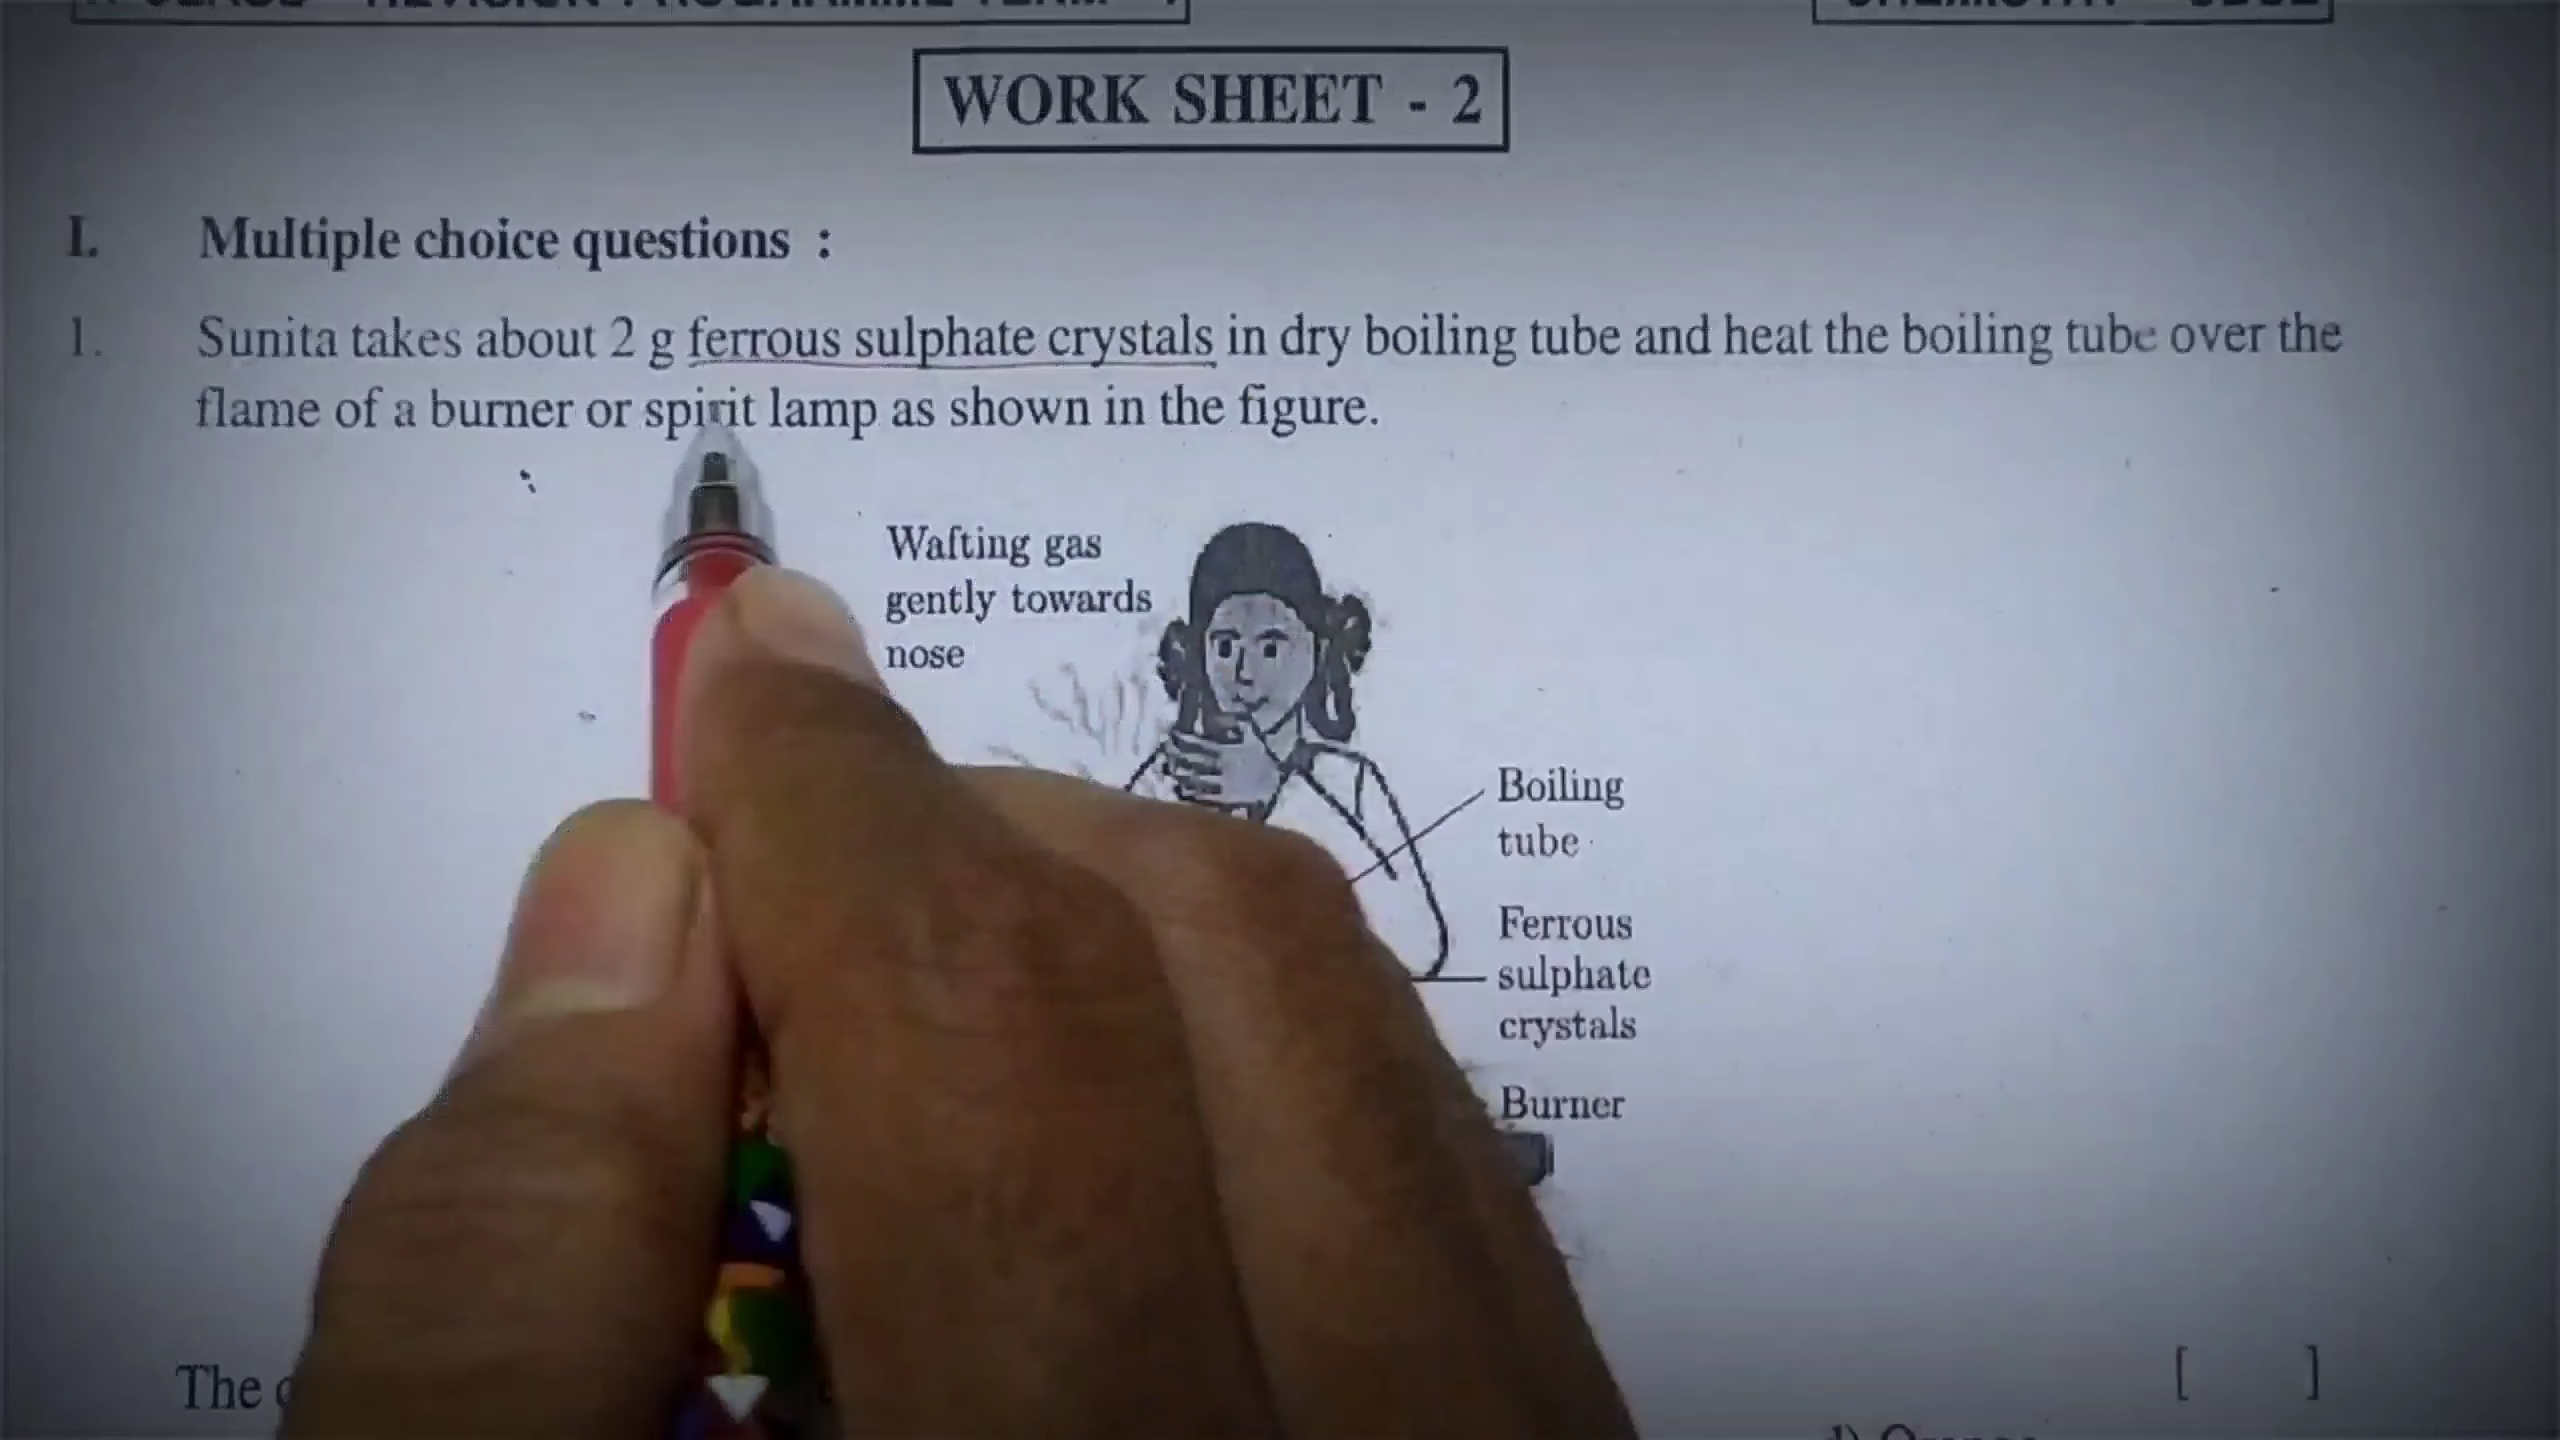 WORK SHEET - 2
I. Multiple choice questions :
1. Sunita takes about 2 g ferrous sulphate crystals in dry boiling tube and heat the boiling tube over the
flame of a burner or spirit lamp as shown in the figure.
Wafting gas
gently towards
nose
Boiling
tube
Ferrous
sulphate
crystals
Burner
The
[ ]